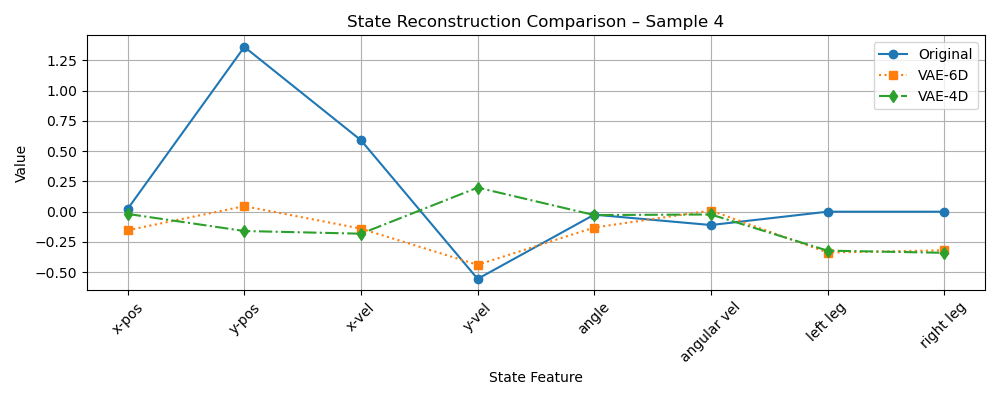 State Reconstruction Comparison – Sample 4
Original
VAE-6D
VAE-4D
Value
1.25
1.00
0.75
0.50
0.25
0.00
−0.25
−0.50
x-pos
y-pos
x-vel
y-vel
angle
angular vel
left leg
right leg
State Feature